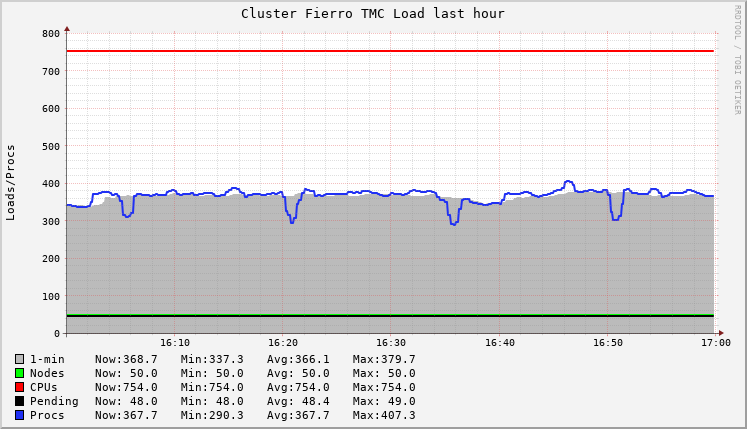 Cluster Fierro TMC Load last hour
RRDTOOL / TOBI OETIKER
Loads/Procs
800
700
600
500
400
300
200
100
0
16:10 16:20 16:30 16:40 16:50 17:00
1-min Now:368.7 Min:337.3 Avg:366.1 Max:379.7
Nodes Now: 50.0 Min: 50.0 Avg: 50.0 Max: 50.0
CPUs Now:754.0 Min:754.0 Avg:754.0 Max:754.0
Pending Now: 48.0 Min: 48.0 Avg: 48.4 Max: 49.0
Procs Now:367.7 Min:290.3 Avg:367.7 Max:407.3